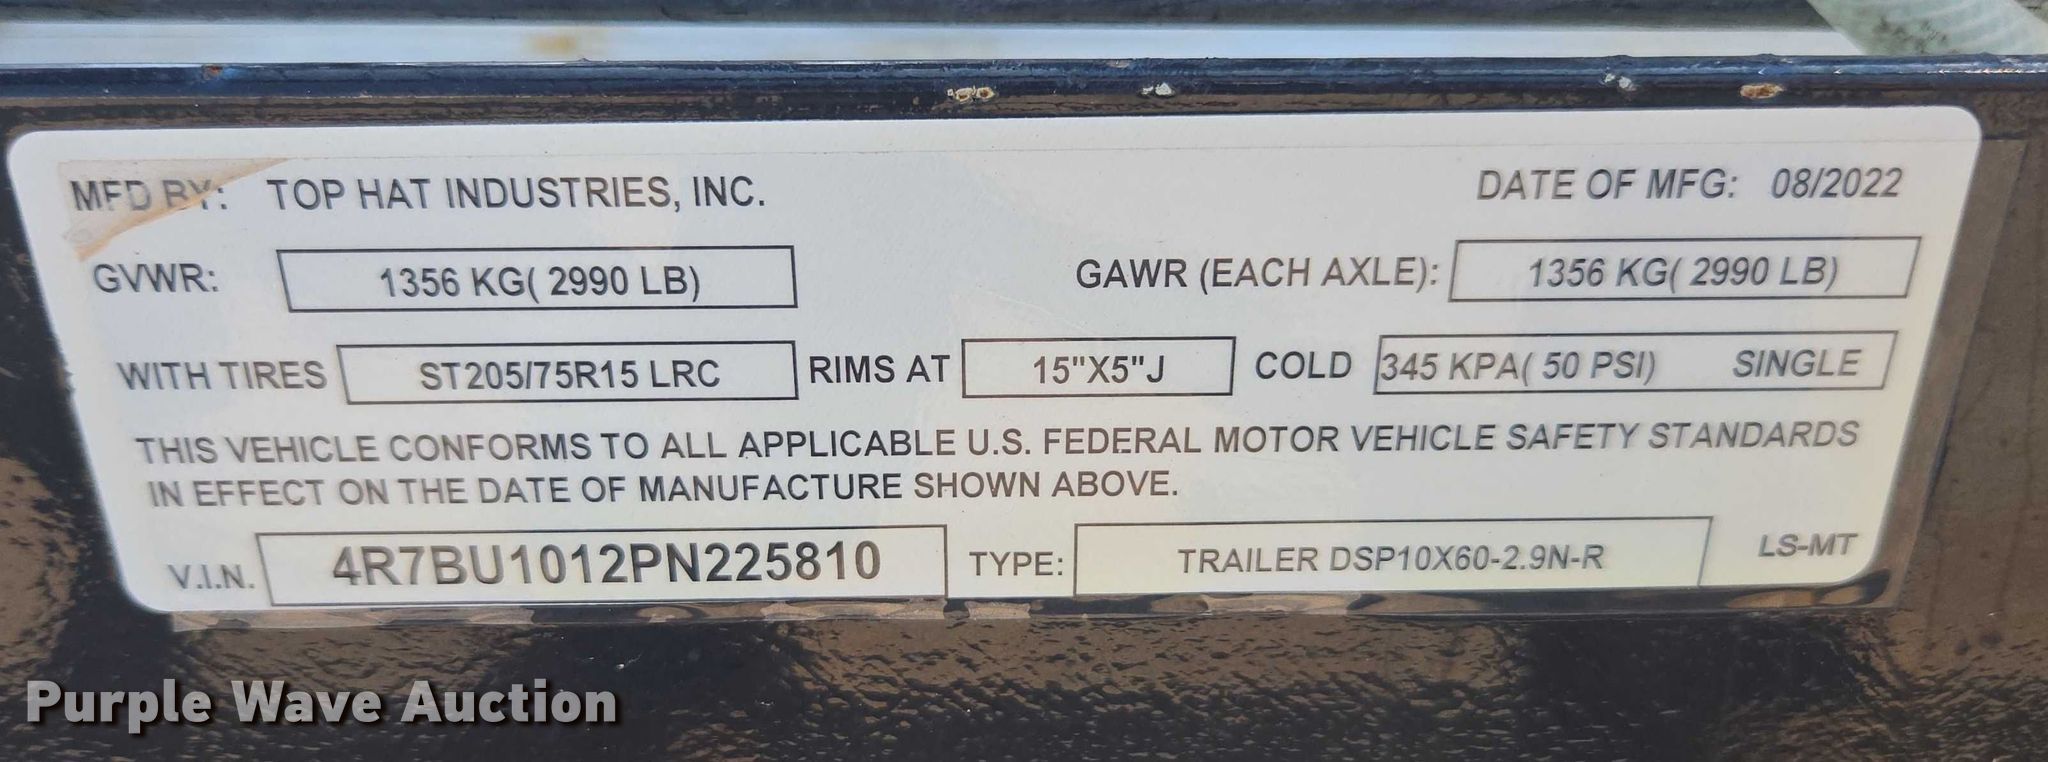 MFD BY: TOP HAT INDUSTRIES, INC. DATE OF MFG: 08/2022
GVWR: 1356 KG( 2990 LB) GAWR (EACH AXLE): 1356 KG( 2990 LB)
WITH TIRES ST205/75R15 LRC RIMS AT 15"X5"J COLD 345 KPA( 50 PSI) SINGLE
THIS VEHICLE CONFORMS TO ALL APPLICABLE U.S. FEDERAL MOTOR VEHICLE SAFETY STANDARDS
IN EFFECT ON THE DATE OF MANUFACTURE SHOWN ABOVE.
V.I.N. 4R7BU1012PN225810 TYPE: TRAILER DSP10X60-2.9N-R LS-MT
Purple Wave Auction